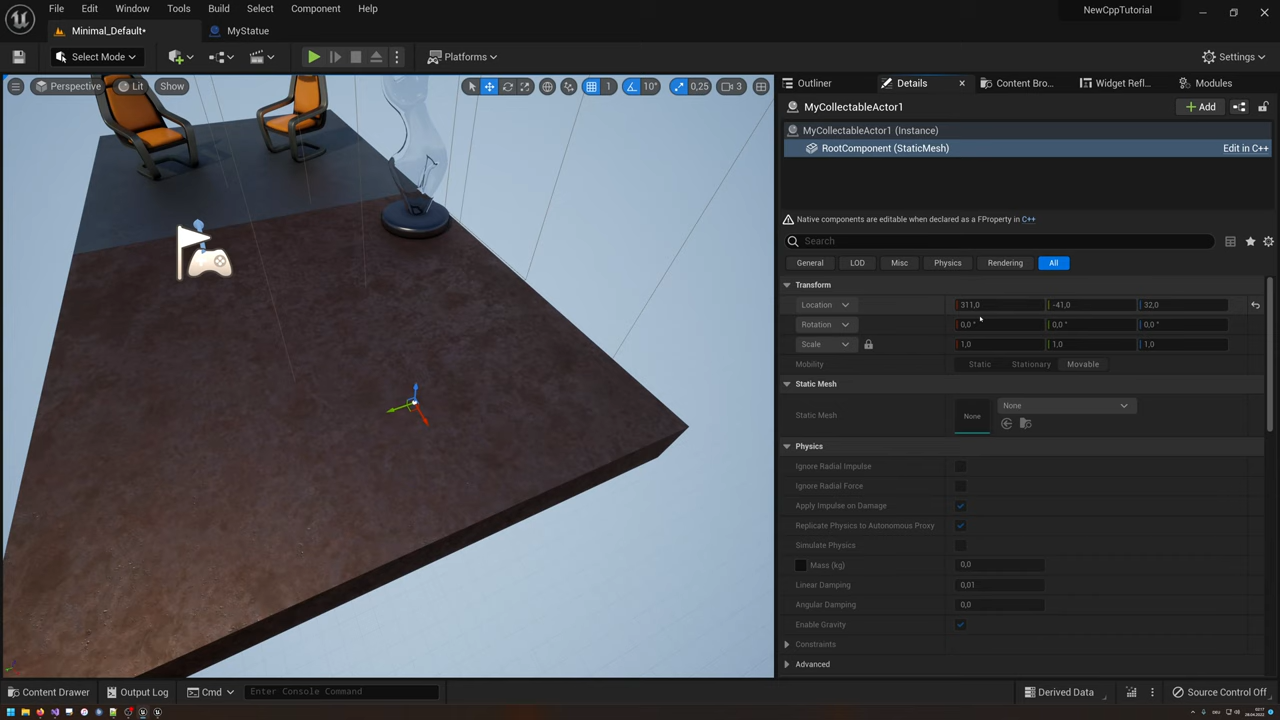 File Edit Window Tools Build Select Actor Component Help
NewCppTutorial
Minimal_Default•
MyStatue
Select Mode
Platforms
Settings
Perspective Lit Show
1 10° 0,25 3
Outliner Details Content Bro... Widget Refl... Modules
MyCollectableActor1
Add
MyCollectableActor1 (Instance)
RootComponent (StaticMesh) Edit in C++
Native components are editable when declared as a FProperty in C++
Search
General LOD Misc Physics Rendering All
Transform
Location 311,0 -41,0 32,0
Rotation 0,0 ° 0,0 ° 0,0 °
Scale 1,0 1,0 1,0
Mobility Static Stationary Movable
Static Mesh
Static Mesh None None
Physics
Ignore Radial Impulse
Ignore Radial Force
Apply Impulse on Damage
Replicate Physics to Autonomous Proxy
Simulate Physics
Mass (kg) 0,0
Linear Damping 0,01
Angular Damping 0,0
Enable Gravity
Constraints
Advanced
Content Drawer Output Log Cmd Enter Console Command Derived Data Source Control Off
DEU
28.04.2022